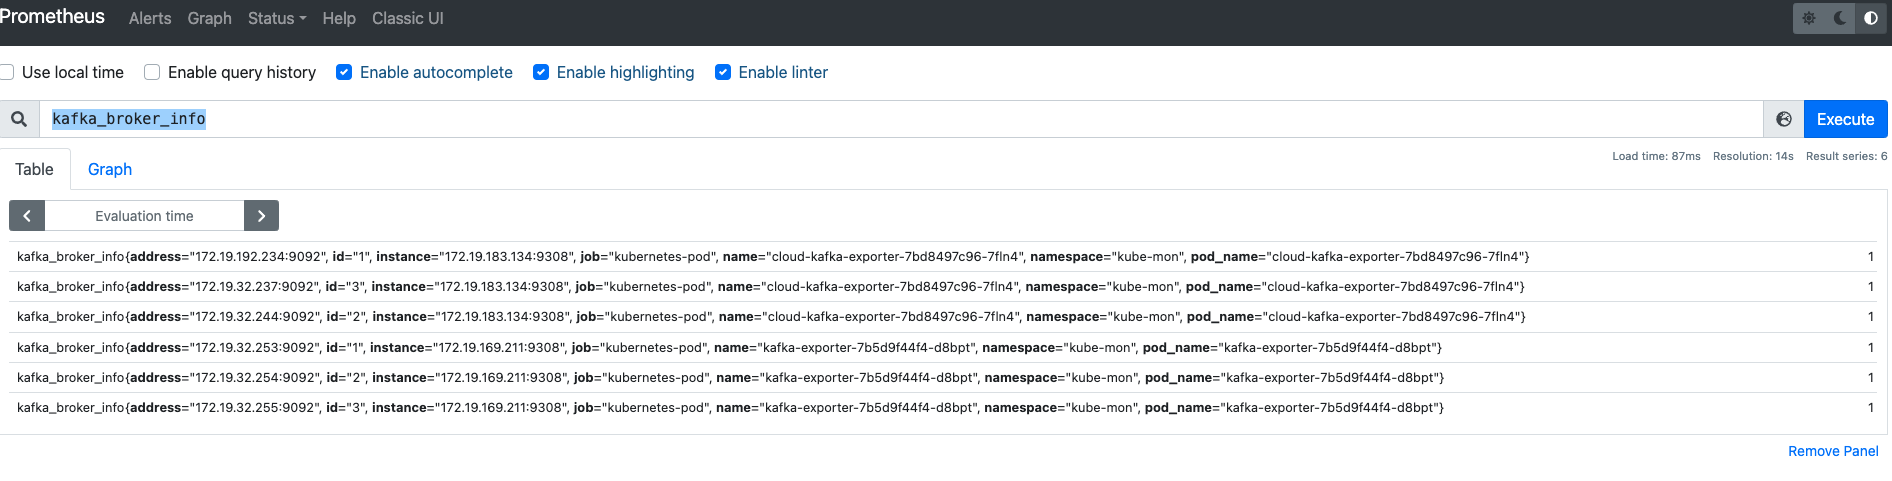 Prometheus Alerts Graph Status Help Classic UI
Use local time Enable query history Enable autocomplete Enable highlighting Enable linter
kafka_broker_info Execute
Table Graph Load time: 87ms Resolution: 14s Result series: 6
Evaluation time
kafka_broker_info{address="172.19.192.234:9092", id="1", instance="172.19.183.134:9308", job="kubernetes-pod", name="cloud-kafka-exporter-7bd8497c96-7fln4", namespace="kube-mon", pod_name="cloud-kafka-exporter-7bd8497c96-7fln4"} 1
kafka_broker_info{address="172.19.32.237:9092", id="3", instance="172.19.183.134:9308", job="kubernetes-pod", name="cloud-kafka-exporter-7bd8497c96-7fln4", namespace="kube-mon", pod_name="cloud-kafka-exporter-7bd8497c96-7fln4"} 1
kafka_broker_info{address="172.19.32.244:9092", id="2", instance="172.19.183.134:9308", job="kubernetes-pod", name="cloud-kafka-exporter-7bd8497c96-7fln4", namespace="kube-mon", pod_name="cloud-kafka-exporter-7bd8497c96-7fln4"} 1
kafka_broker_info{address="172.19.32.253:9092", id="1", instance="172.19.169.211:9308", job="kubernetes-pod", name="kafka-exporter-7b5d9f44f4-d8bpt", namespace="kube-mon", pod_name="kafka-exporter-7b5d9f44f4-d8bpt"} 1
kafka_broker_info{address="172.19.32.254:9092", id="2", instance="172.19.169.211:9308", job="kubernetes-pod", name="kafka-exporter-7b5d9f44f4-d8bpt", namespace="kube-mon", pod_name="kafka-exporter-7b5d9f44f4-d8bpt"} 1
kafka_broker_info{address="172.19.32.255:9092", id="3", instance="172.19.169.211:9308", job="kubernetes-pod", name="kafka-exporter-7b5d9f44f4-d8bpt", namespace="kube-mon", pod_name="kafka-exporter-7b5d9f44f4-d8bpt"} 1
Remove Panel